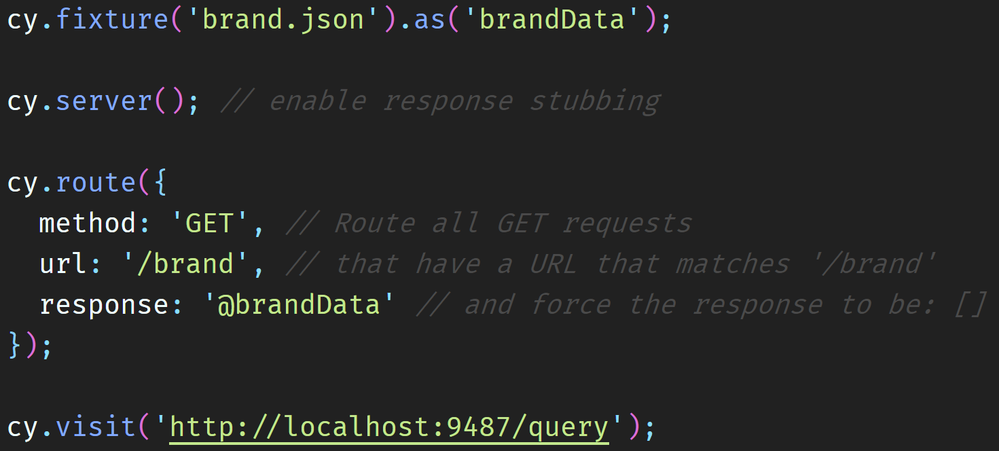 cy.fixture('brand.json').as('brandData');
cy.server(); // enable response stubbing
cy.route({
method: 'GET', // Route all GET requests
url: '/brand', // that have a URL that matches '/brand'
response: '@brandData' // and force the response to be: []
});
cy.visit('http://localhost:9487/query');